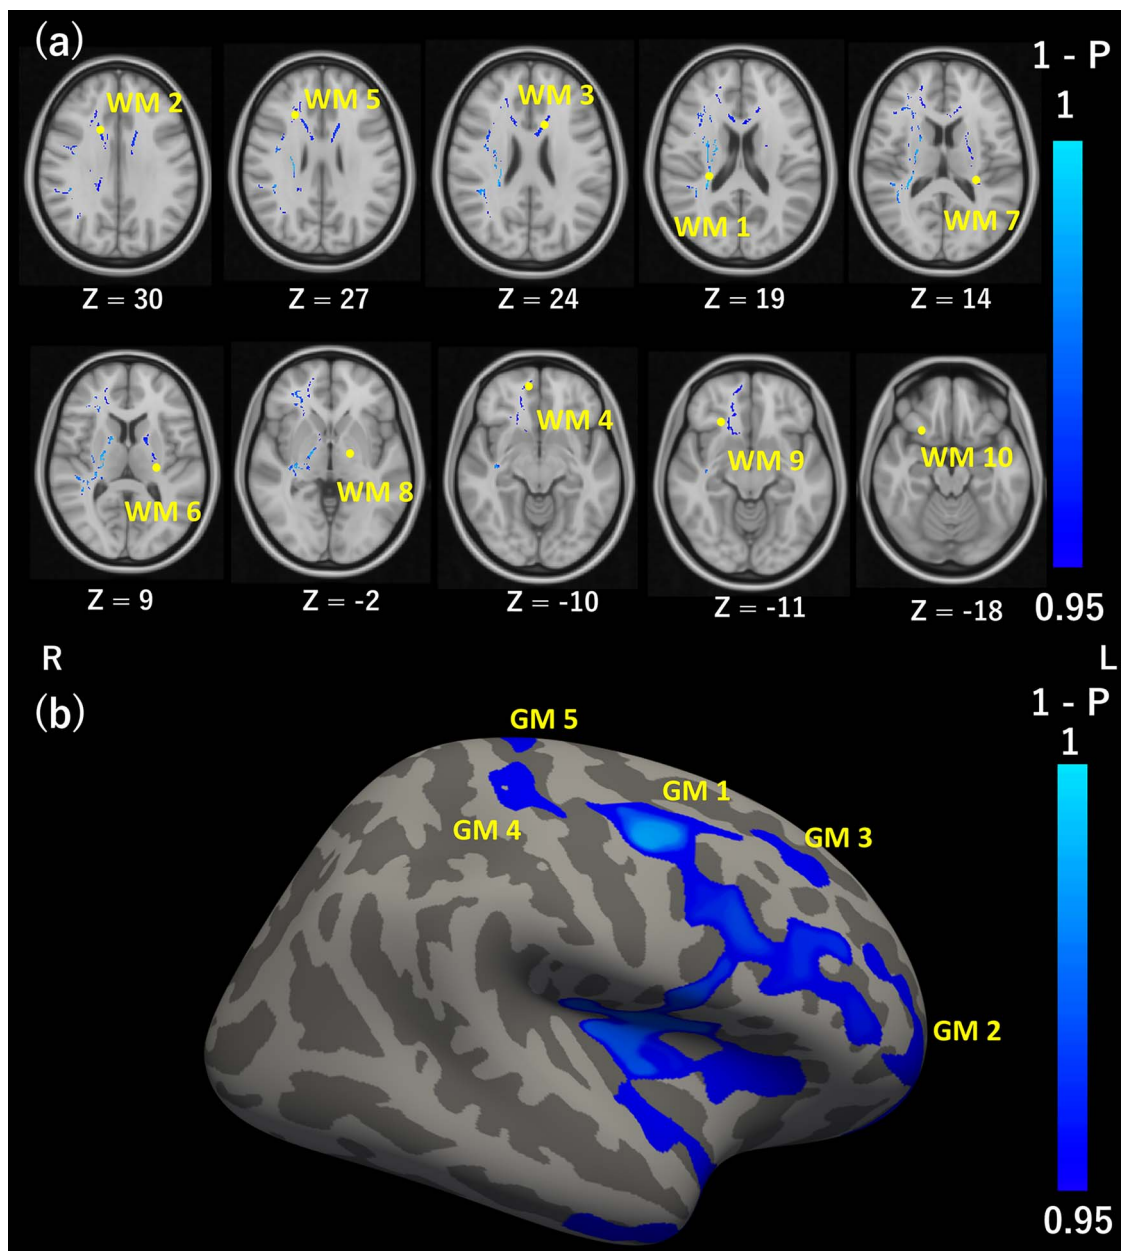 (a)
1 - P
1
WM 2
WM 5
WM 3
WM 1
WM 7
Z = 30
Z = 27
Z = 24
Z = 19
Z = 14
WM 4
WM 9
WM 10
WM 8
WM 6
Z = 9
Z = -2
Z = -10
Z = -11
Z = -18
0.95
R
L
(b)
1 - P
1
GM 5
GM 1
GM 4
GM 3
GM 2
0.95